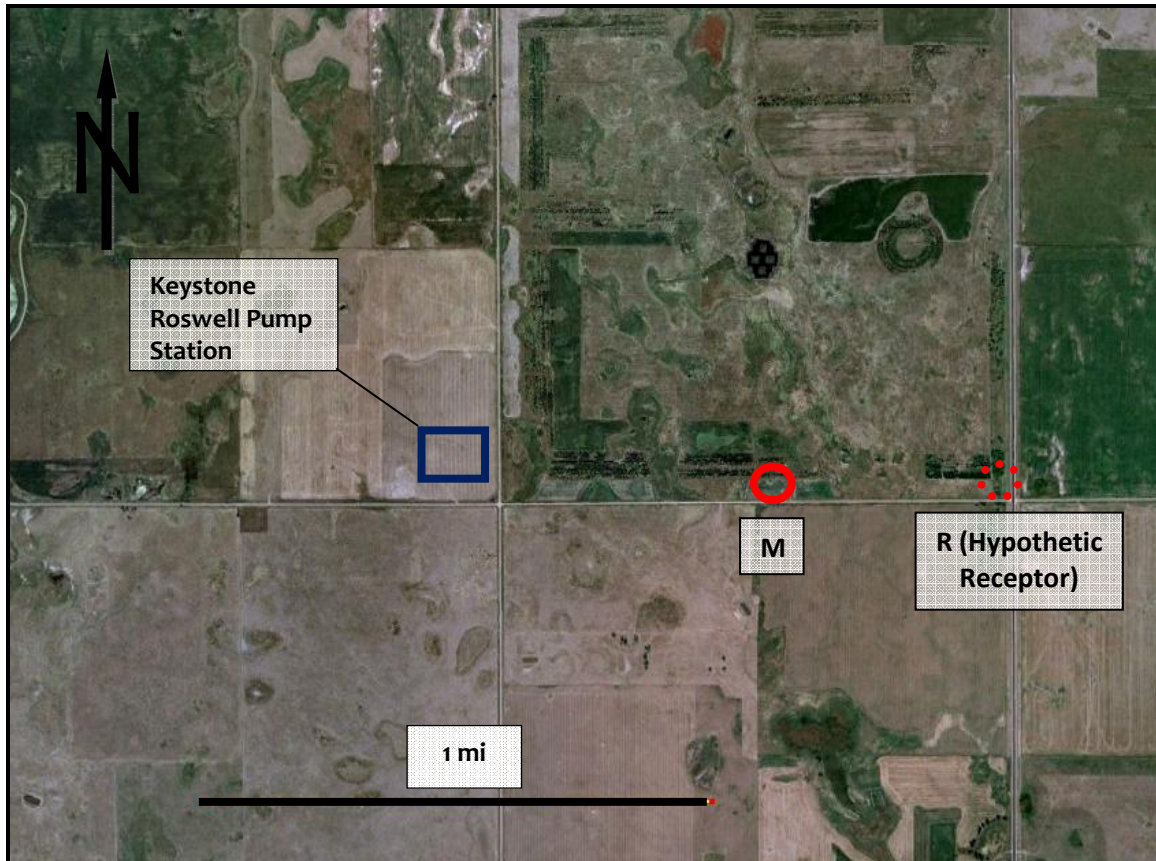 N
Keystone
Roswell Pump
Station
M
R (Hypothetic
Receptor)
1 mi